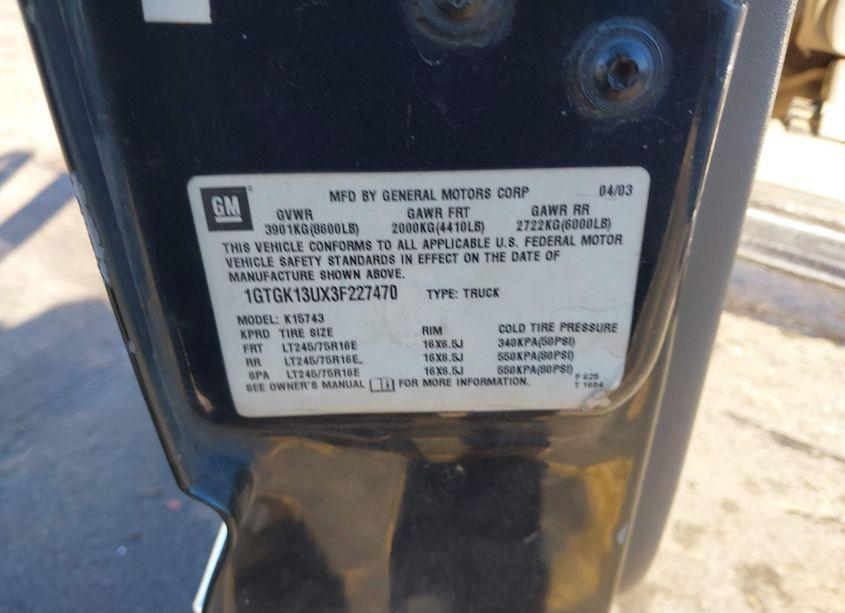 GM
®
MFD BY GENERAL MOTORS CORP 04/03
GVWR GAWR FRT GAWR RR
3901KG(8600LB) 2000KG(4410LB) 2722KG(6000LB)
THIS VEHICLE CONFORMS TO ALL APPLICABLE U.S. FEDERAL MOTOR
VEHICLE SAFETY STANDARDS IN EFFECT ON THE DATE OF
MANUFACTURE SHOWN ABOVE.
1GTGK13UX3F227470 TYPE: TRUCK
MODEL: K15743
KPRD TIRE SIZE RIM COLD TIRE PRESSURE
FRT LT245/75R16E 16X6.5J 340KPA(50PSI)
RR LT245/75R16E 16X6.5J 550KPA(80PSI)
SPA LT245/75R16E 16X6.5J 550KPA(80PSI)
SEE OWNER'S MANUAL FOR MORE INFORMATION.